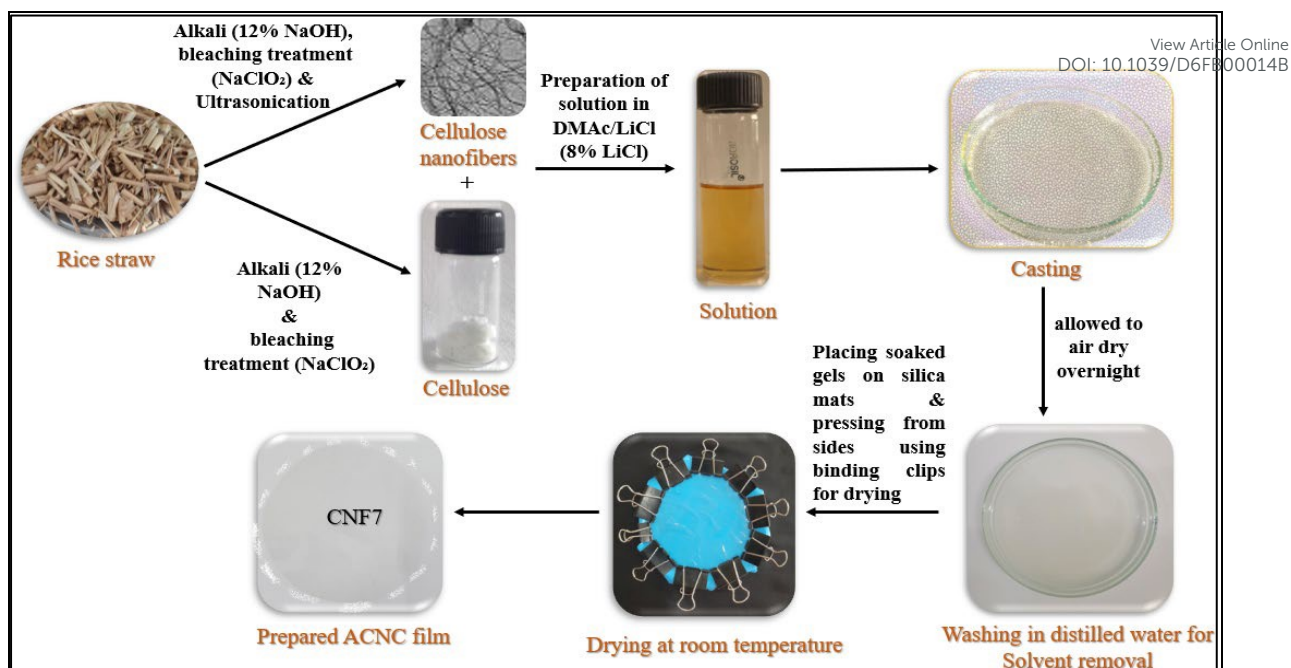 View Article Online
DOI: 10.1039/D6FB00014B
Alkali (12% NaOH),
bleaching treatment
(NaClO₂) &
Ultrasonication
Rice straw
Alkali (12%
NaOH)
&
bleaching
treatment (NaClO₂)
Cellulose
nanofibers
+
Cellulose
Preparation of
solution in
DMAc/LiCl
(8% LiCl)
Solution
Casting
allowed to
air dry
overnight
Washing in distilled water for
Solvent removal
Placing soaked
gels on silica
mats &
pressing from
sides using
binding clips
for drying
Drying at room temperature
CNF7
Prepared ACNC film